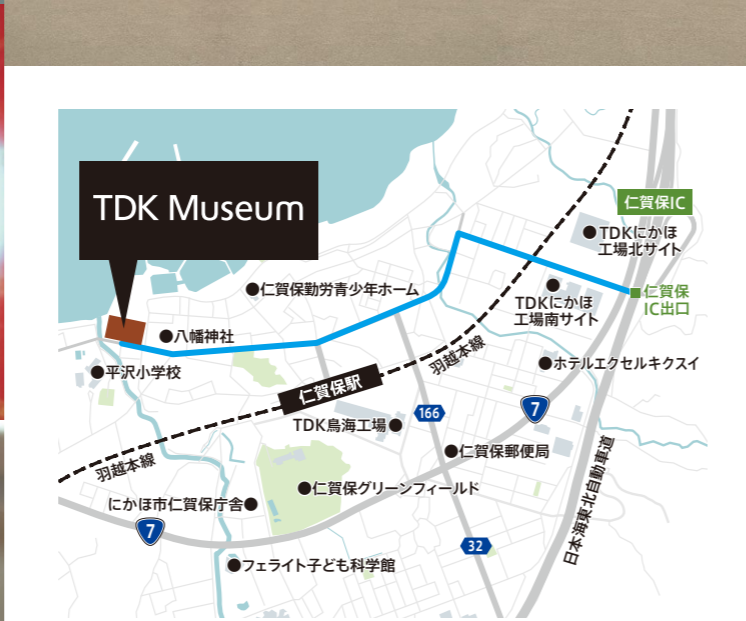 TDK Museum
仁賀保IC
TDKにかほ
工場北サイト
仁賀保勤労青少年ホーム
仁賀保
IC出口
TDKにかほ
工場南サイト
八幡神社
羽越本線
ホテルエクセルキクスイ
平沢小学校
仁賀保駅
7
166
TDK鳥海工場
仁賀保郵便局
羽越本線
日本海東北自動車道
仁賀保グリーンフィールド
にかほ市仁賀保庁舎
7
32
フェライト子ども科学館